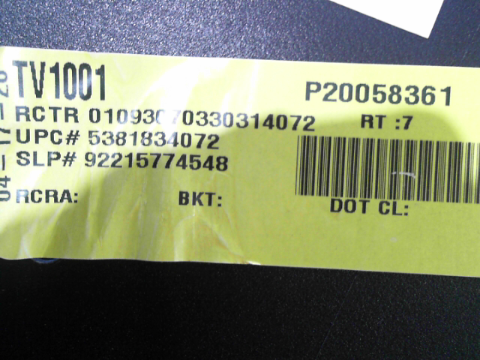 TV1001
P20058361
RCTR 01093070330314072 RT :7
UPC# 5381834072
SLP# 92215774548
RCRA: BKT: DOT CL: